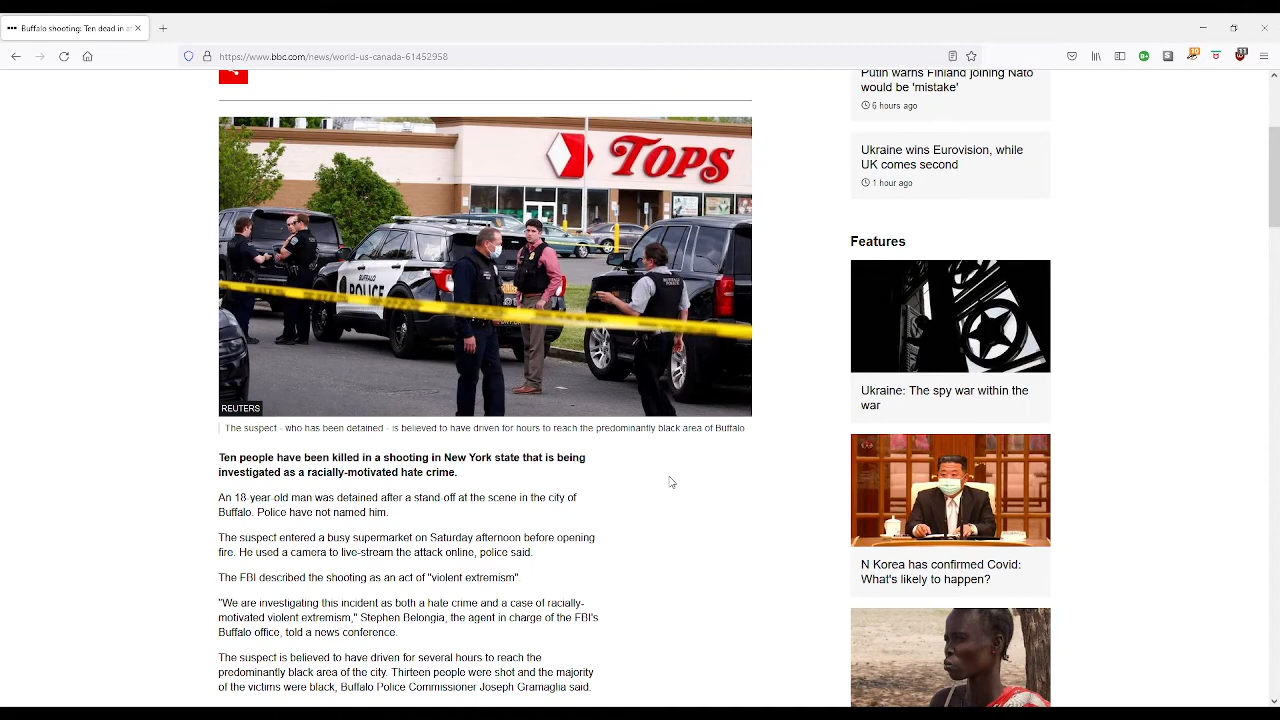 Buffalo shooting: Ten dead in a
https://www.bbc.com/news/world-us-canada-61452958
10
11
Putin warns Finland joining Nato
would be 'mistake'
6 hours ago
Ukraine wins Eurovision, while
UK comes second
1 hour ago
TOPS
BUFFALO
POLICE
BUFFALO
POLICE
REUTERS
The suspect - who has been detained - is believed to have driven for hours to reach the predominantly black area of Buffalo
Ten people have been killed in a shooting in New York state that is being
investigated as a racially-motivated hate crime.
An 18-year-old man was detained after a stand off at the scene in the city of
Buffalo. Police have not named him.
The suspect entered a busy supermarket on Saturday afternoon before opening
fire. He used a camera to live-stream the attack online, police said.
The FBI described the shooting as an act of "violent extremism".
"We are investigating this incident as both a hate crime and a case of racially-
motivated violent extremism," Stephen Belongia, the agent in charge of the FBI's
Buffalo office, told a news conference.
The suspect is believed to have driven for several hours to reach the
predominantly black area of the city. Thirteen people were shot and the majority
of the victims were black, Buffalo Police Commissioner Joseph Gramaglia said.
Features
Ukraine: The spy war within the
war
N Korea has confirmed Covid:
What's likely to happen?